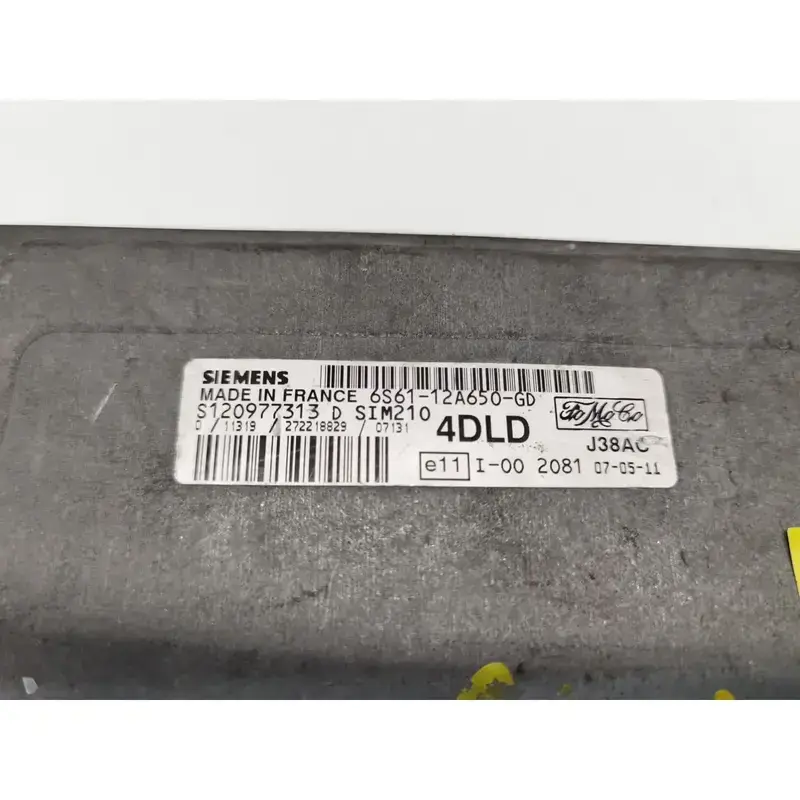 SIEMENS
MADE IN FRANCE 6S61-12A650-GD
S120977313 D SIM210
0 / 11319 / 272218829 / 07131
4DLD
FoMoCo
J38AC
e11 I-00 2081 07-05-11